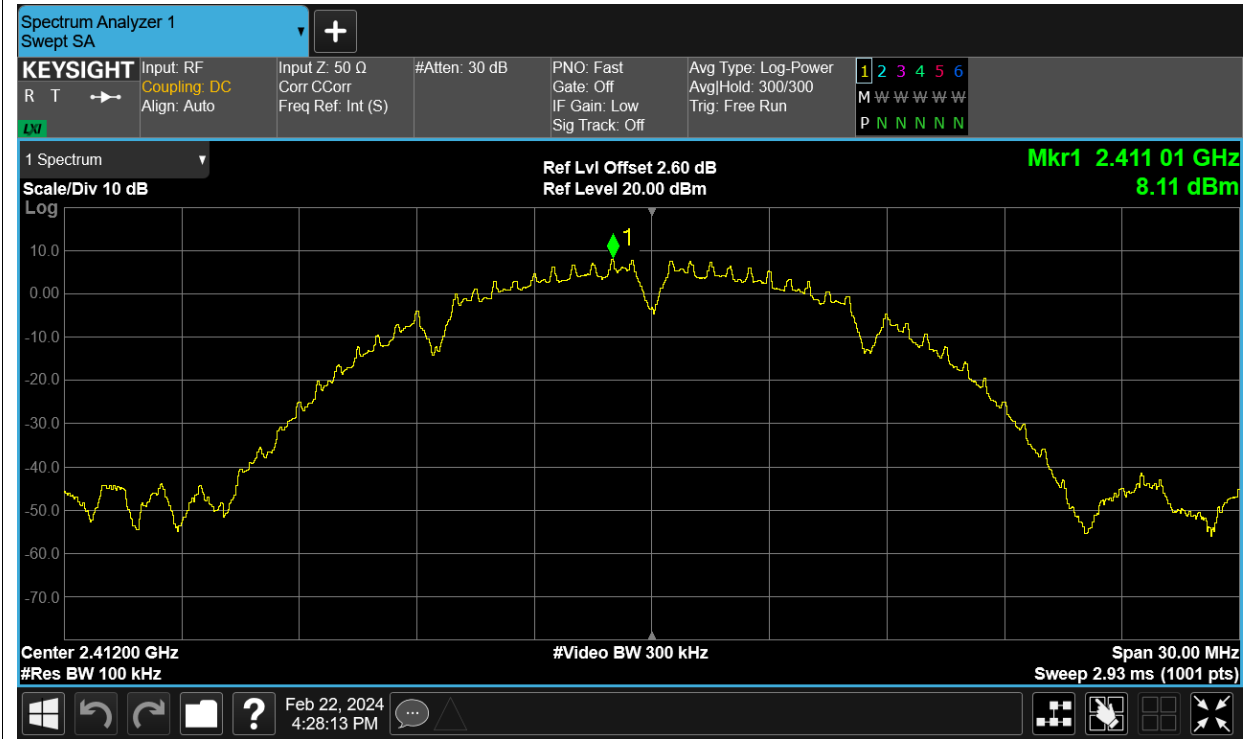 Spectrum Analyzer 1
Swept SA
KEYSIGHT
R T
LXI
Input: RF
Coupling: DC
Align: Auto
Input Z: 50 Ω
Corr CCorr
Freq Ref: Int (S)
#Atten: 30 dB
PNO: Fast
Gate: Off
IF Gain: Low
Sig Track: Off
Avg Type: Log-Power
Avg|Hold: 300/300
Trig: Free Run
1 2 3 4 5 6
M W W W W W
P N N N N N
1 Spectrum
Scale/Div 10 dB
Ref Lvl Offset 2.60 dB
Ref Level 20.00 dBm
Mkr1 2.411 01 GHz
8.11 dBm
Log
1
10.0
0.00
-10.0
-20.0
-30.0
-40.0
-50.0
-60.0
-70.0
Center 2.41200 GHz
#Res BW 100 kHz
#Video BW 300 kHz
Span 30.00 MHz
Sweep 2.93 ms (1001 pts)
?
Feb 22, 2024
4:28:13 PM